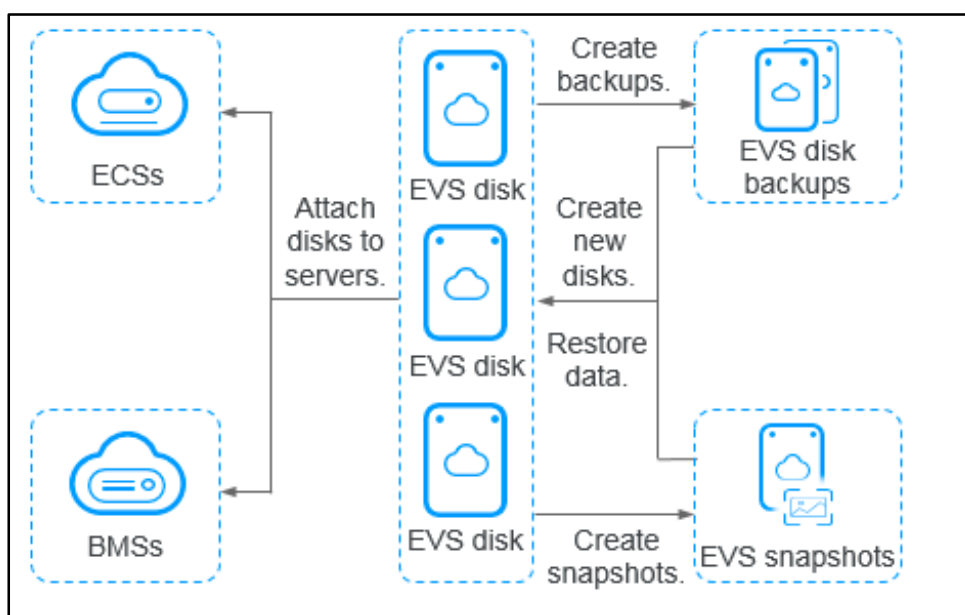 ECSs
BMSs
Attach
disks to
servers.
EVS disk
EVS disk
EVS disk
Create
backups.
Create
new
disks.
Restore
data.
Create
snapshots.
EVS disk
backups
EVS snapshots